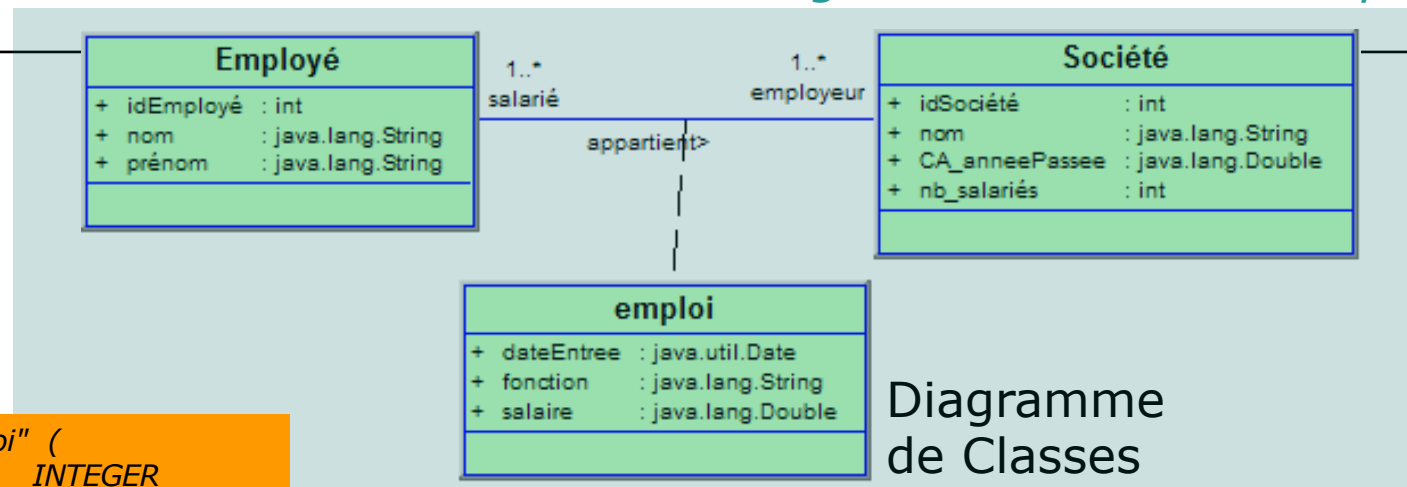 Employé
+ idEmployé : int
+ nom : java.lang.String
+ prénom : java.lang.String
1..*
salarié
1..*
employeur
appartient>
Société
+ idSociété : int
+ nom : java.lang.String
+ CA_anneePassee : java.lang.Double
+ nb_salariés : int
emploi
+ dateEntree : java.util.Date
+ fonction : java.lang.String
+ salaire : java.lang.Double
Diagramme
de Classes
" (
INTEGER